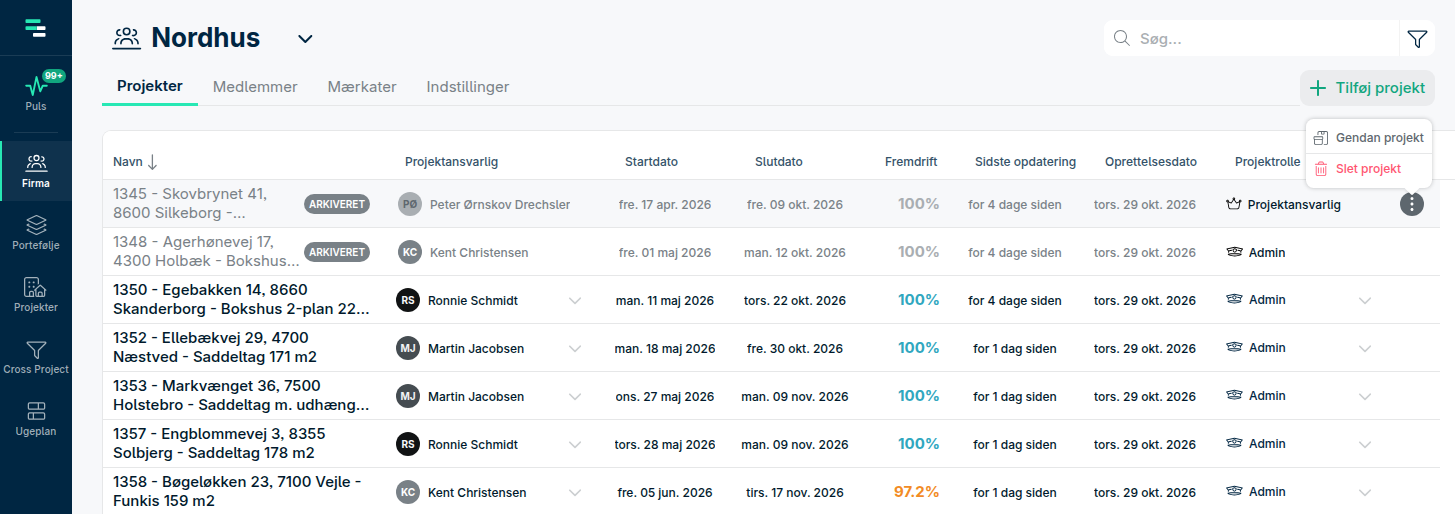 Nordhus
Søg...
99+
Puls
Firma
Portefølje
Projekter
Cross Project
Ugeplan
Projekter Medlemmer Mærkater Indstillinger
Tilføj projekt
Gendan projekt
Slet projekt
Navn Projektansvarlig Startdato Slutdato Fremdrift Sidste opdatering Oprettelsesdato Projektrolle
1345 - Skovbrynet 41,
8600 Silkeborg -...
ARKIVERET PØ Peter Ørnskov Drechsler fre. 17 apr. 2026 fre. 09 okt. 2026 100% for 4 dage siden tors. 29 okt. 2026 Projektansvarlig
1348 - Agerhønevej 17,
4300 Holbæk - Bokshus...
ARKIVERET KC Kent Christensen fre. 01 maj 2026 man. 12 okt. 2026 100% for 4 dage siden tors. 29 okt. 2026 Admin
1350 - Egebakken 14, 8660
Skanderborg - Bokshus 2-plan 22...
RS Ronnie Schmidt man. 11 maj 2026 tors. 22 okt. 2026 100% for 4 dage siden tors. 29 okt. 2026 Admin
1352 - Ellebækvej 29, 4700
Næstved - Saddeltag 171 m2
MJ Martin Jacobsen man. 18 maj 2026 fre. 30 okt. 2026 100% for 1 dag siden tors. 29 okt. 2026 Admin
1353 - Markvænget 36, 7500
Holstebro - Saddeltag m. udhæng...
MJ Martin Jacobsen ons. 27 maj 2026 man. 09 nov. 2026 100% for 1 dag siden tors. 29 okt. 2026 Admin
1357 - Engblommevej 3, 8355
Solbjerg - Saddeltag 178 m2
RS Ronnie Schmidt tors. 28 maj 2026 man. 09 nov. 2026 100% for 1 dag siden tors. 29 okt. 2026 Admin
1358 - Bøgeløkken 23, 7100 Vejle -
Funkis 159 m2
KC Kent Christensen fre. 05 jun. 2026 tirs. 17 nov. 2026 97.2% for 1 dag siden tors. 29 okt. 2026 Admin